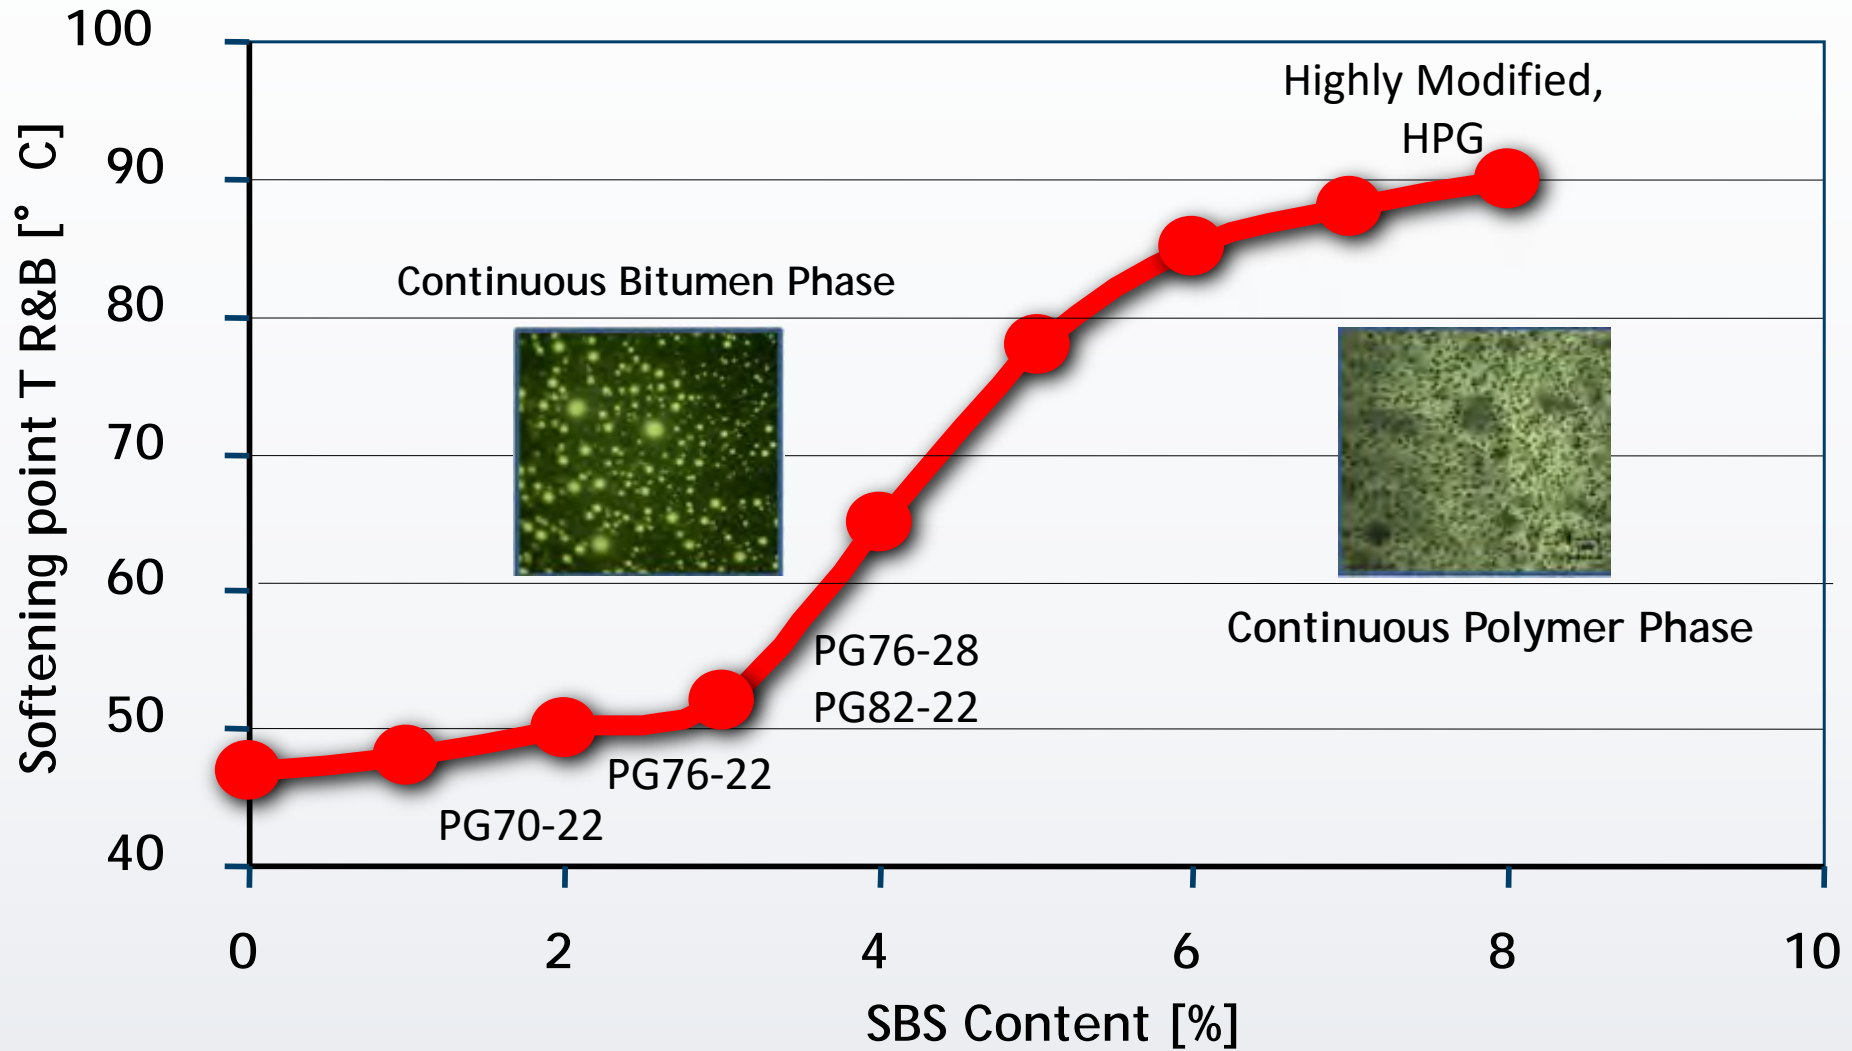 100
90
80
70
60
50
40
Softening point T R&B [° C]
Highly Modified,
HPG
Continuous Bitumen Phase
Continuous Polymer Phase
PG76-28
PG82-22
PG76-22
PG70-22
0 2 4 6 8 10
SBS Content [%]